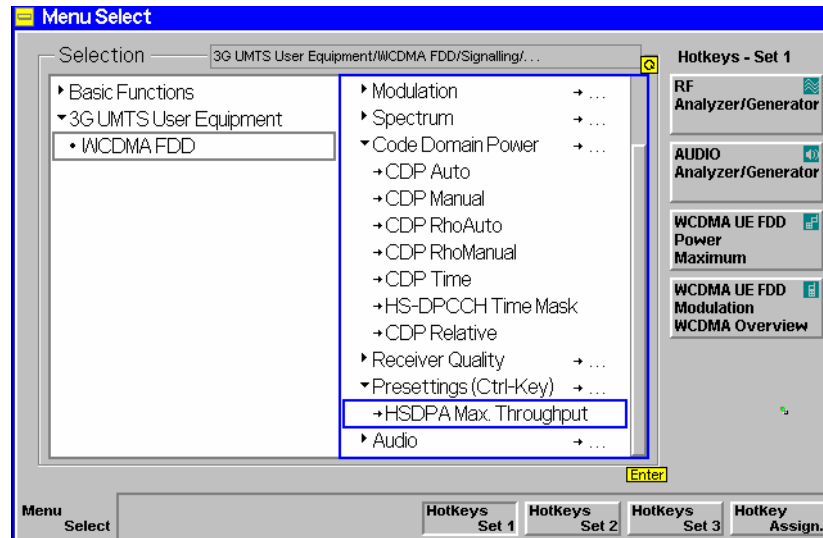 Menu Select
Selection
3G UMTS User Equipment/WCDMA FDD/Signalling/...
Basic Functions
3G UMTS User Equipment
WCDMA FDD
Modulation ...
Spectrum ...
Code Domain Power ...
CDP Auto
CDP Manual
CDP RhoAuto
CDP RhoManual
CDP Time
HS-DPCCH Time Mask
CDP Relative
Receiver Quality ...
Presettings (Ctrl-Key) ...
HSDPA Max. Throughput
Audio ...
Enter
Hotkeys - Set 1
RF
Analyzer/Generator
AUDIO
Analyzer/Generator
WCDMA UE FDD
Power
Maximum
WCDMA UE FDD
Modulation
WCDMA Overview
Menu
Select
HotKeys
Set 1
HotKeys
Set 2
HotKeys
Set 3
HotKey
Assign.